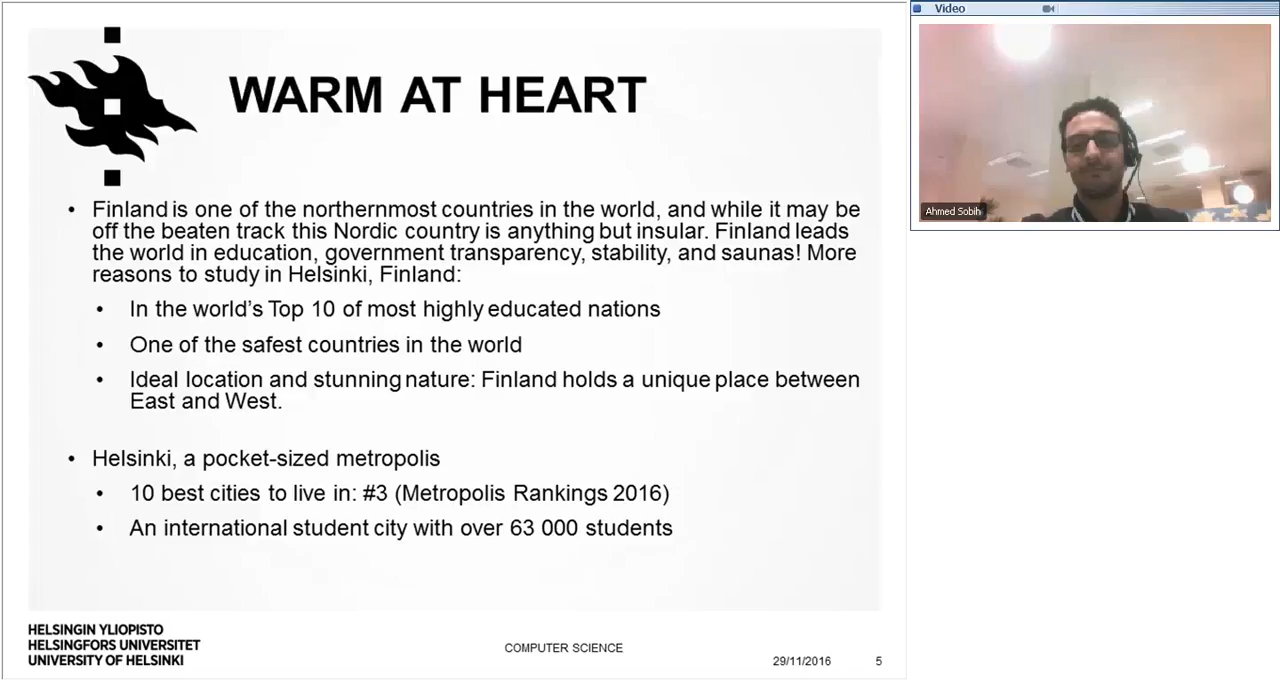 WARM AT HEART
• Finland is one of the northernmost countries in the world, and while it may be
off the beaten track this Nordic country is anything but insular. Finland leads
the world in education, government transparency, stability, and saunas! More
reasons to study in Helsinki, Finland:
• In the world's Top 10 of most highly educated nations
• One of the safest countries in the world
• Ideal location and stunning nature: Finland holds a unique place between
East and West.
• Helsinki, a pocket-sized metropolis
• 10 best cities to live in: #3 (Metropolis Rankings 2016)
• An international student city with over 63 000 students
HELSINGIN YLIOPISTO
HELSINGFORS UNIVERSITET
UNIVERSITY OF HELSINKI
COMPUTER SCIENCE
29/11/2016
5
Video
Ahmed Sobih